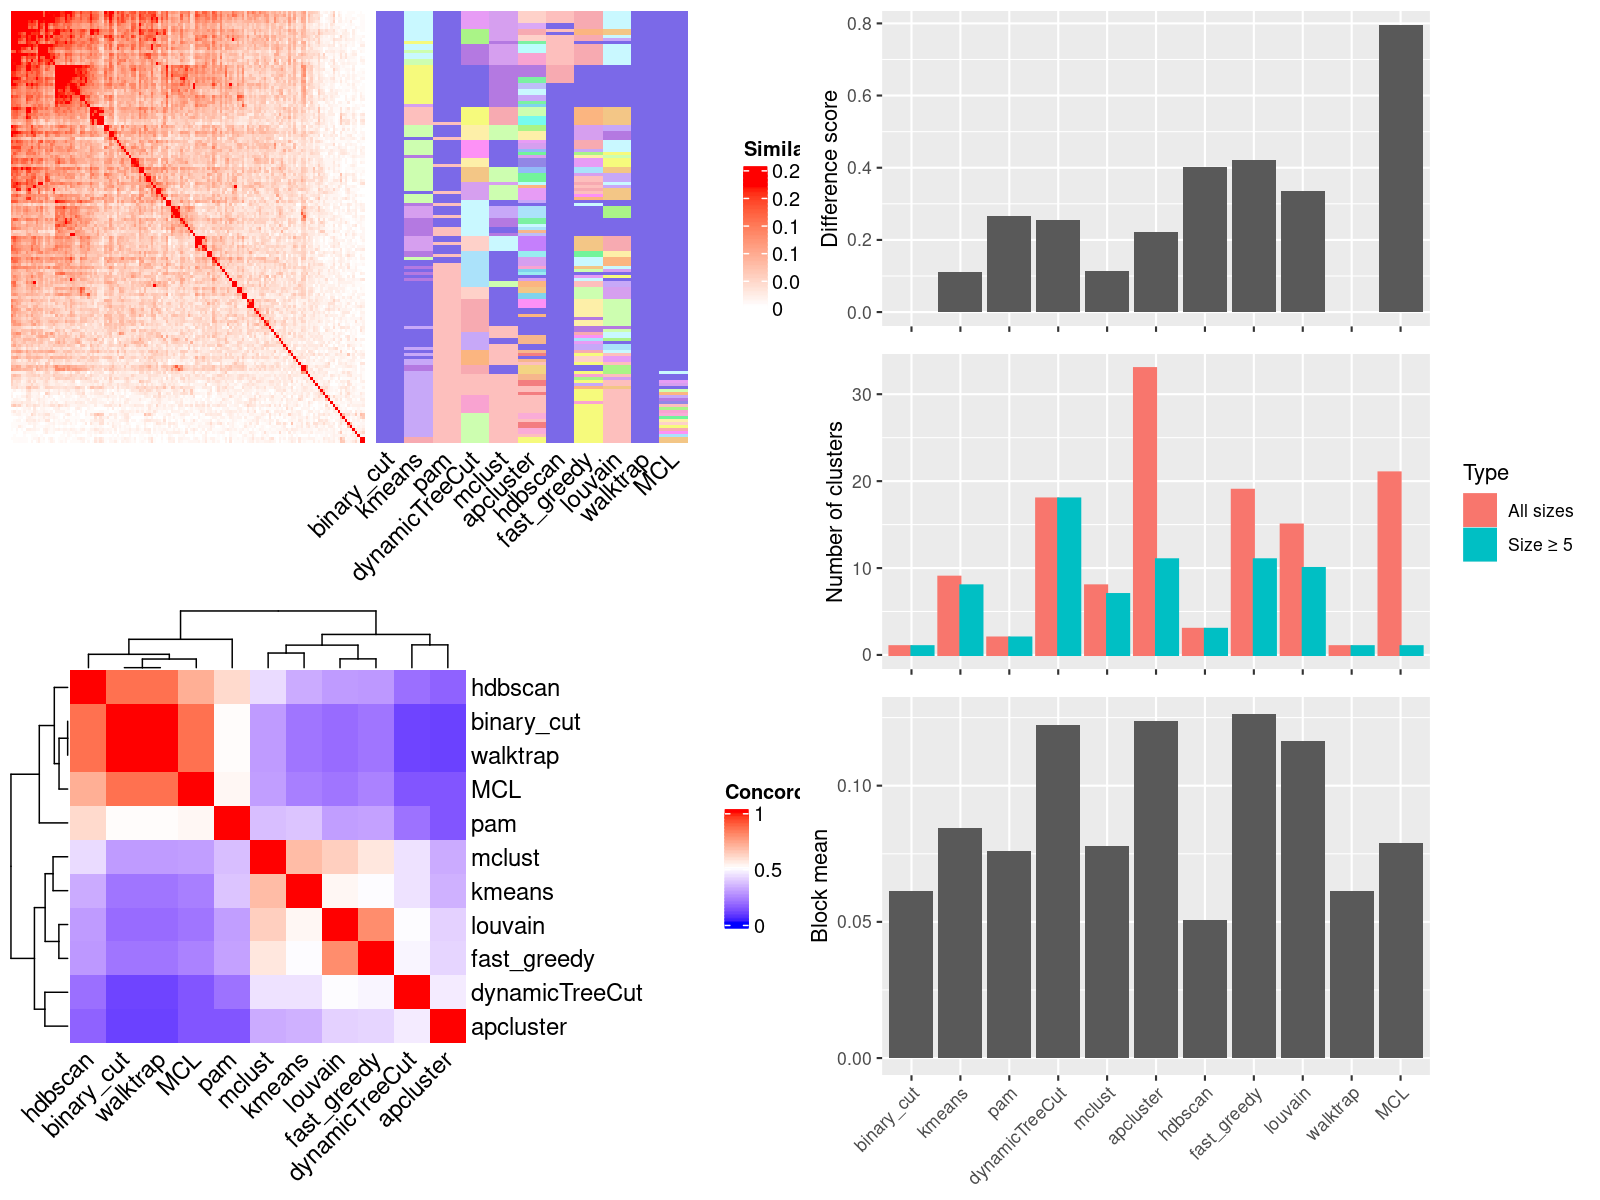 Simila
0.2
0.2
0.1
0.1
0.0
0
binary_cut
kmeans
pam
dynamicTreeCut
mclust
apcluster
hdbscan
fast_greedy
louvain
walktrap
MCL
hdbscan
binary_cut
walktrap
MCL
pam
mclust
kmeans
louvain
fast_greedy
dynamicTreeCut
apcluster
hdbscan
binary_cut
walktrap
MCL
pam
mclust
kmeans
louvain
fast_greedy
dynamicTreeCut
apcluster
Concord
1
0.5
0
Difference score
0.8
0.6
0.4
0.2
0.0
Number of clusters
30
20
10
0
Type
All sizes
Size ≥ 5
Block mean
0.10
0.05
0.00
binary_cut
kmeans
pam
dynamicTreeCut
mclust
apcluster
hdbscan
fast_greedy
louvain
walktrap
MCL